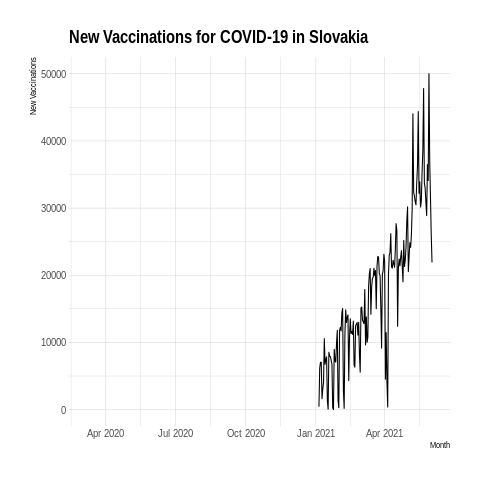 New Vaccinations for COVID-19 in Slovakia
New Vaccinations
50000
40000
30000
20000
10000
0
Apr 2020 Jul 2020 Oct 2020 Jan 2021 Apr 2021
Month